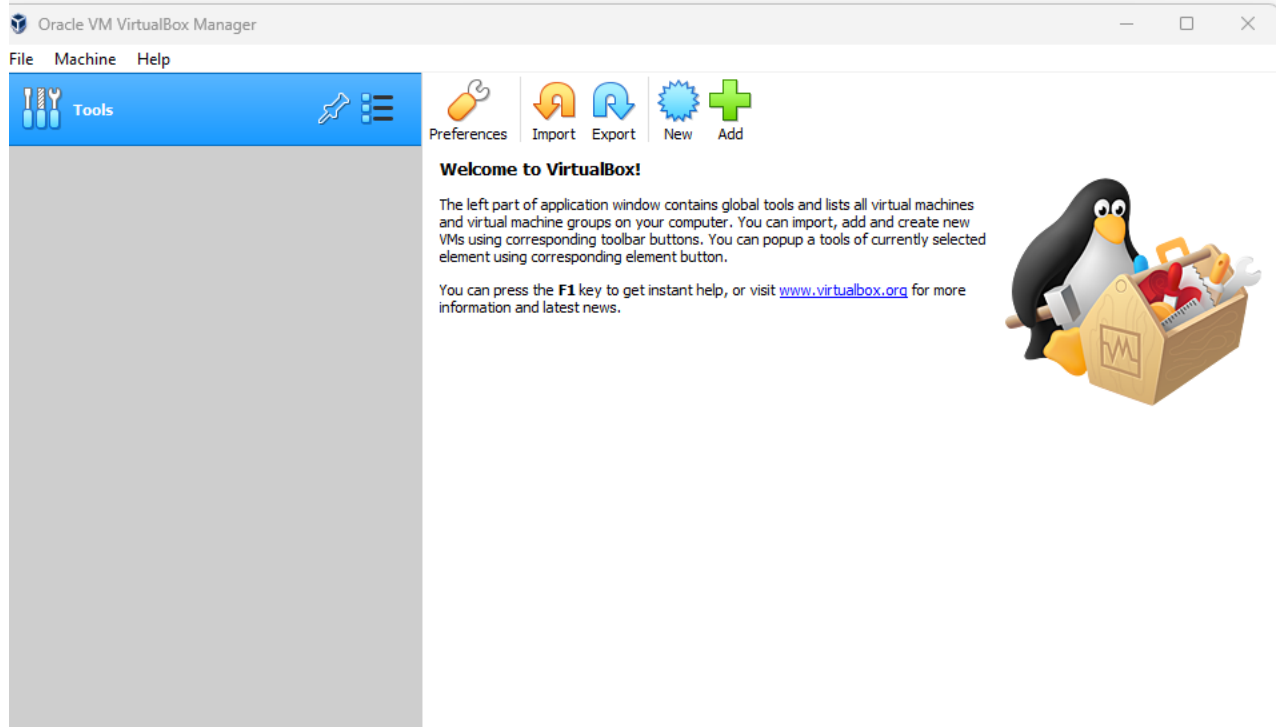 Oracle VM VirtualBox Manager
File Machine Help
Tools
Preferences Import Export New Add
Welcome to VirtualBox!
The left part of application window contains global tools and lists all virtual machines
and virtual machine groups on your computer. You can import, add and create new
VMs using corresponding toolbar buttons. You can popup a tools of currently selected
element using corresponding element button.
You can press the F1 key to get instant help, or visit www.virtualbox.org for more
information and latest news.